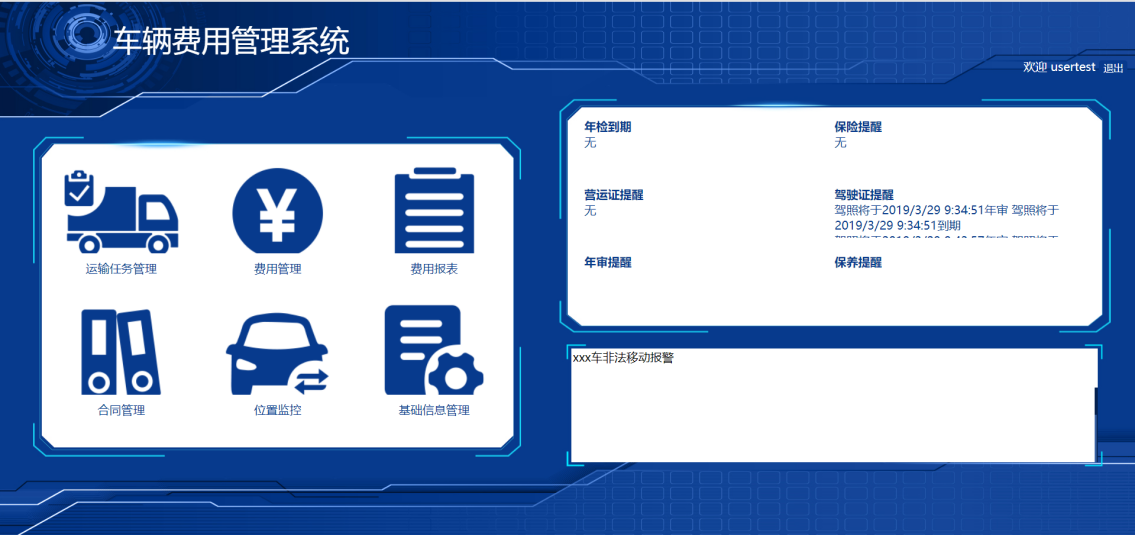 车辆费用管理系统
欢迎 usertest 退出
运输任务管理
费用管理
费用报表
合同管理
位置监控
基础信息管理
年检到期
无
保险提醒
无
营运证提醒
无
驾驶证提醒
驾照将于2019/3/29 9:34:51年审 驾照将于
2019/3/29 9:34:51到期
年审提醒
保养提醒
xxx车非法移动报警